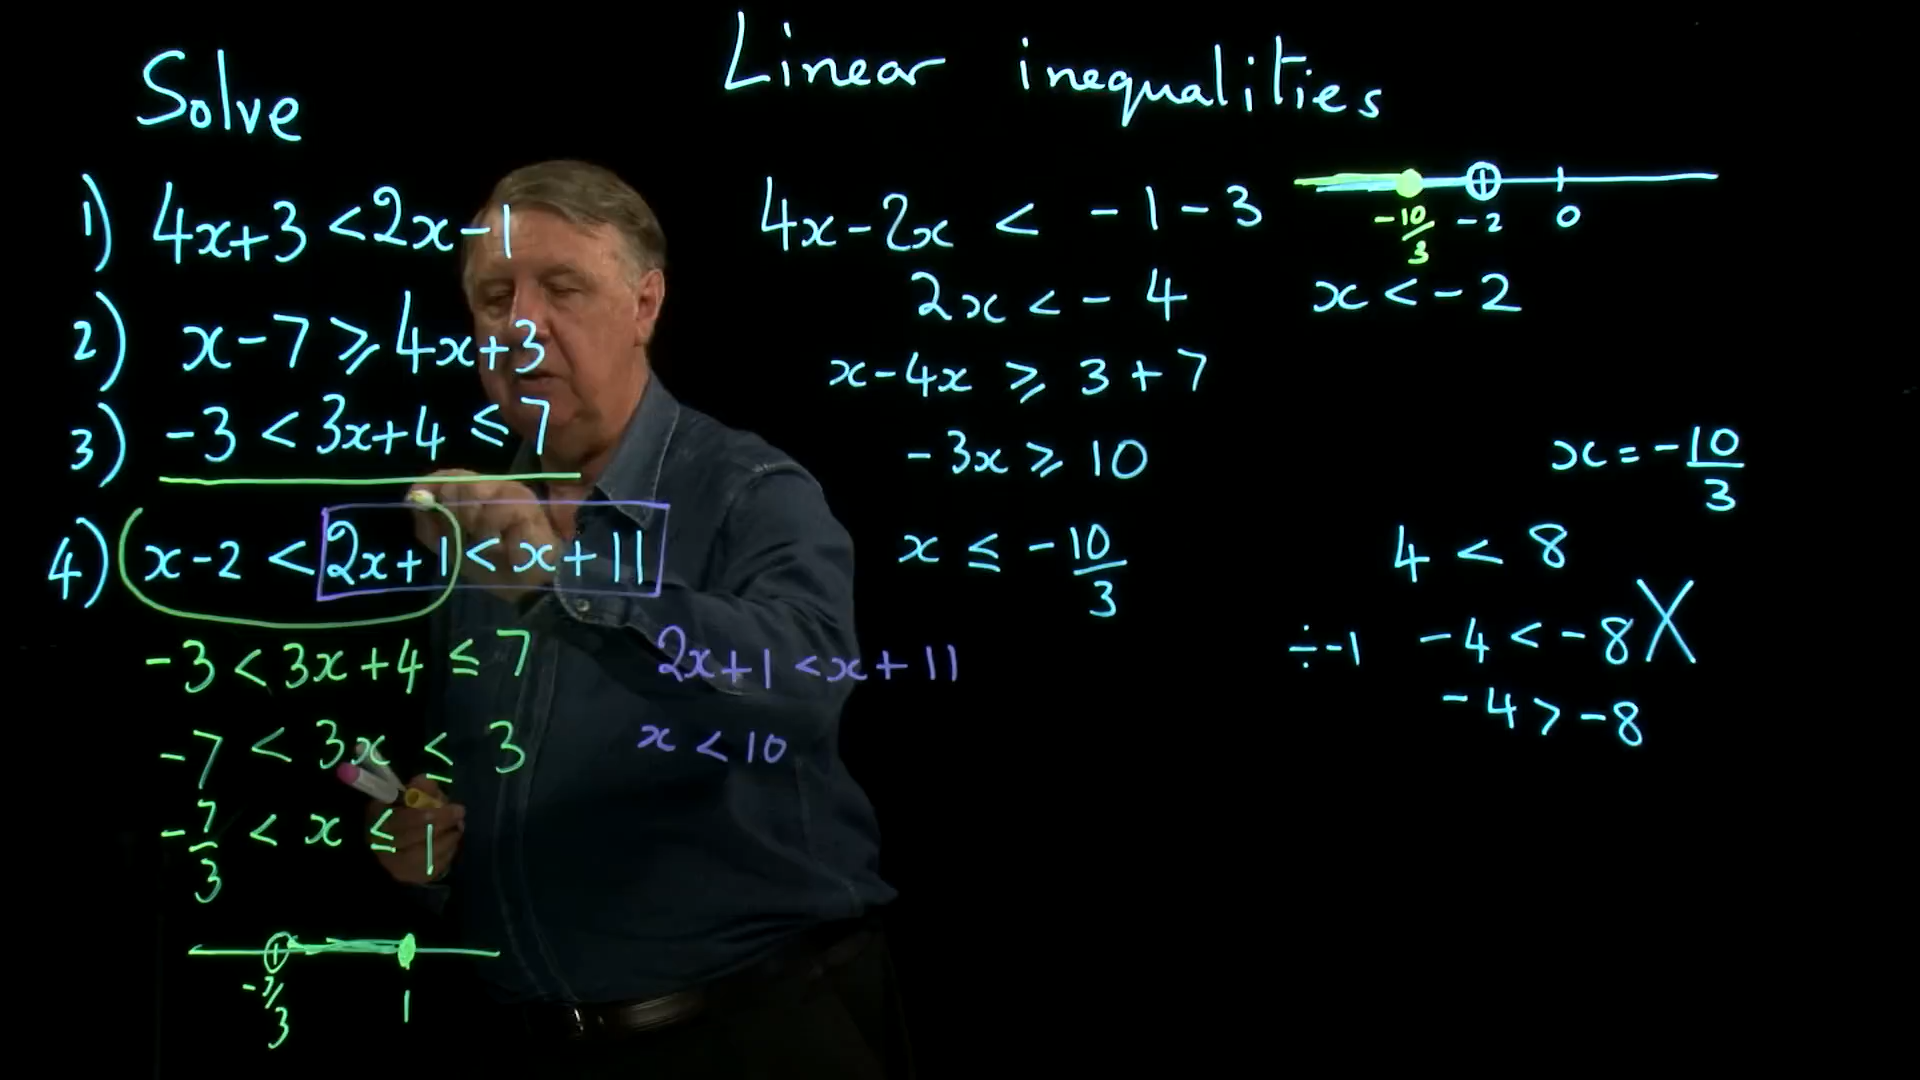 Solve
Linear inequalities
1) 4x+3 <2x-1
2) x-7 ⩾ 4x+3
3) -3 < 3x+4 ≤ 7
4) x-2 < 2x+1 < x+11
-3 < 3x+4 ≤ 7
-7 < 3x ≤ 3
-7/3 < x ≤ 1
-7/3 1
2x+1 < x+11
x < 10
4x-2x < -1-3
2x < -4
x-4x ⩾ 3+7
-3x ⩾ 10
x ≤ -10/3
-10/3 -2 0
x < -2
x = -10/3
4 < 8
÷-1 -4 < -8 X
-4 > -8